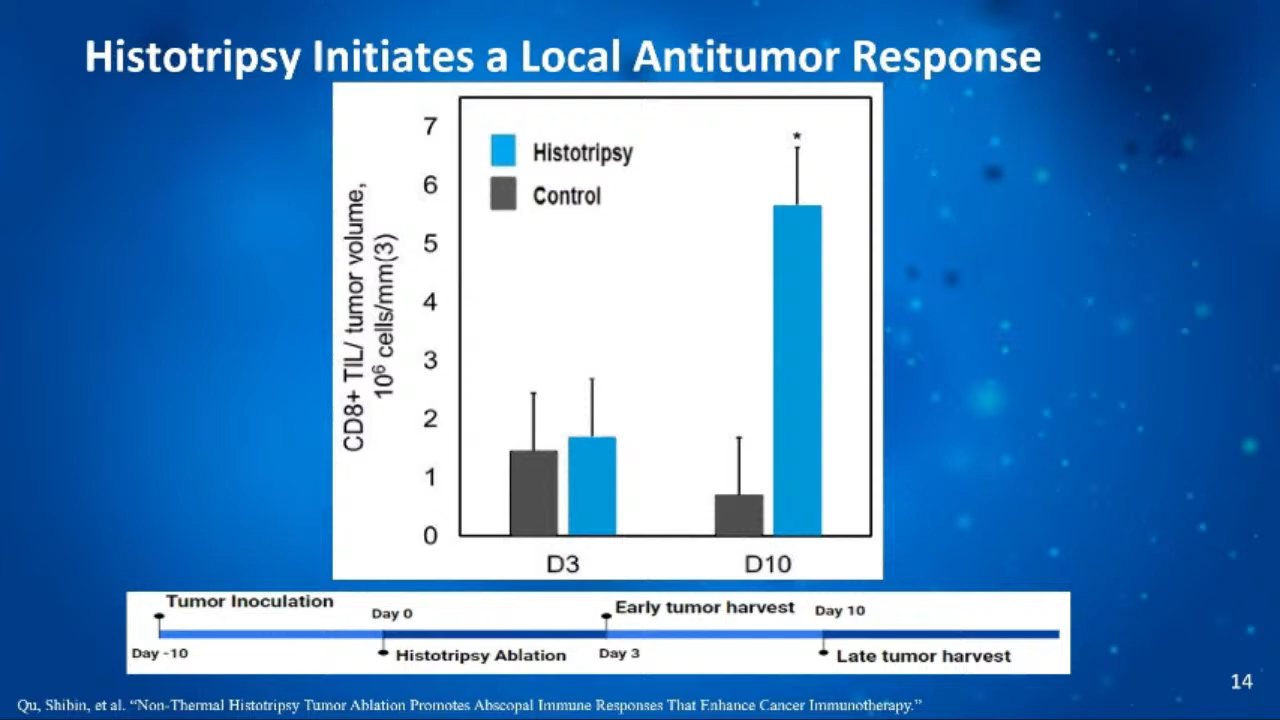 Histotripsy Initiates a Local Antitumor Response
CD8+ TIL/ tumor volume,
10⁶ cells/mm(3)
7
6
5
4
3
2
1
0
Histotripsy
Control
*
D3 D10
Tumor Inoculation
Day 0
Early tumor harvest
Day 10
Day -10
Histotripsy Ablation
Day 3
Late tumor harvest
14
Qu, Shibin, et al. “Non-Thermal Histotripsy Tumor Ablation Promotes Abscopal Immune Responses That Enhance Cancer Immunotherapy.”